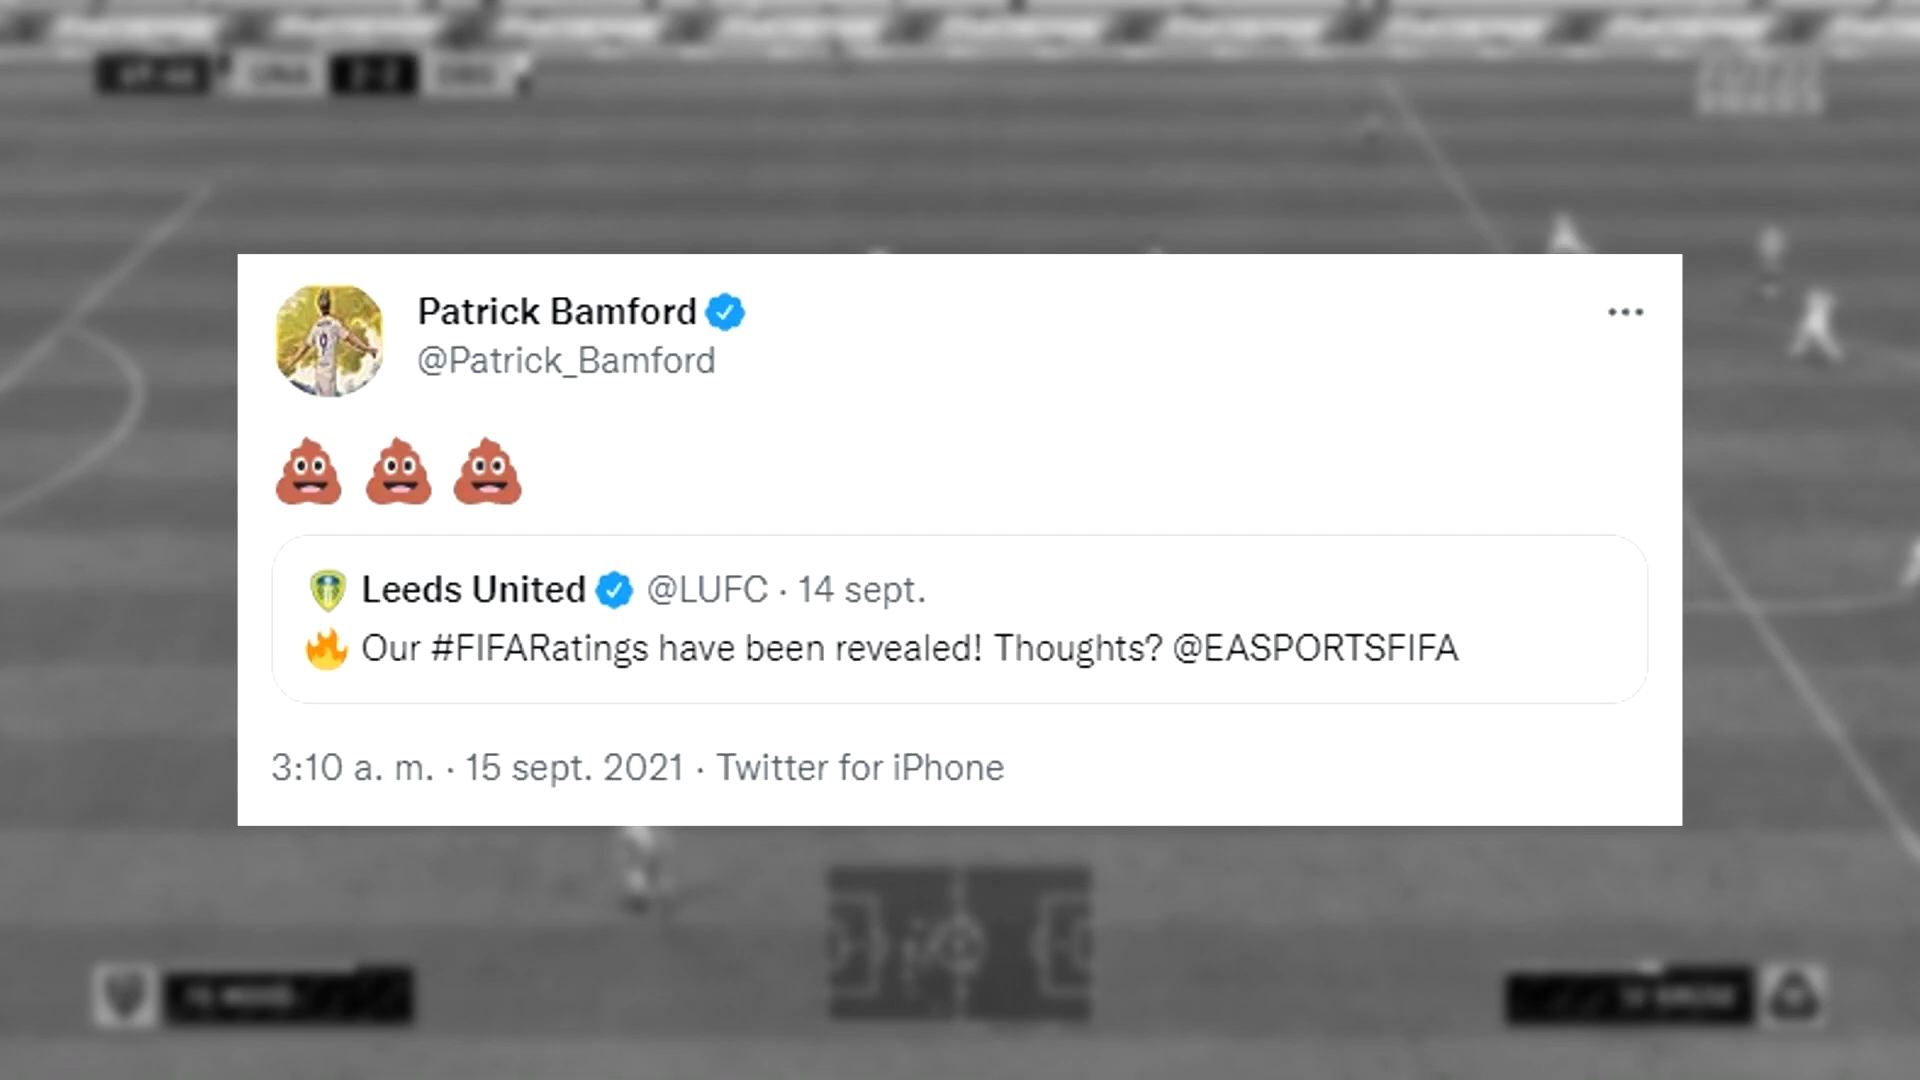 Patrick Bamford
@Patrick_Bamford
💩 💩 💩
Leeds United @LUFC · 14 sept.
🔥 Our #FIFARatings have been revealed! Thoughts? @EASPORTSFIFA
3:10 a. m. · 15 sept. 2021 · Twitter for iPhone